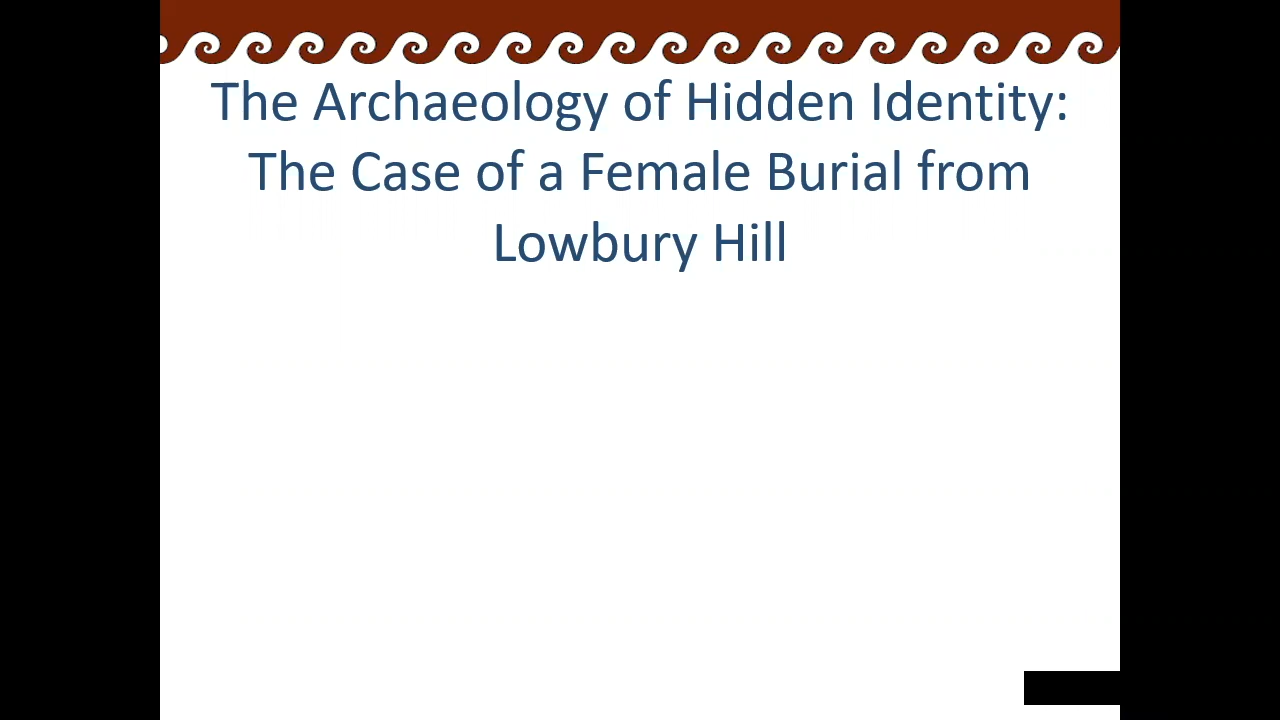 The Archaeology of Hidden Identity:
The Case of a Female Burial from
Lowbury Hill